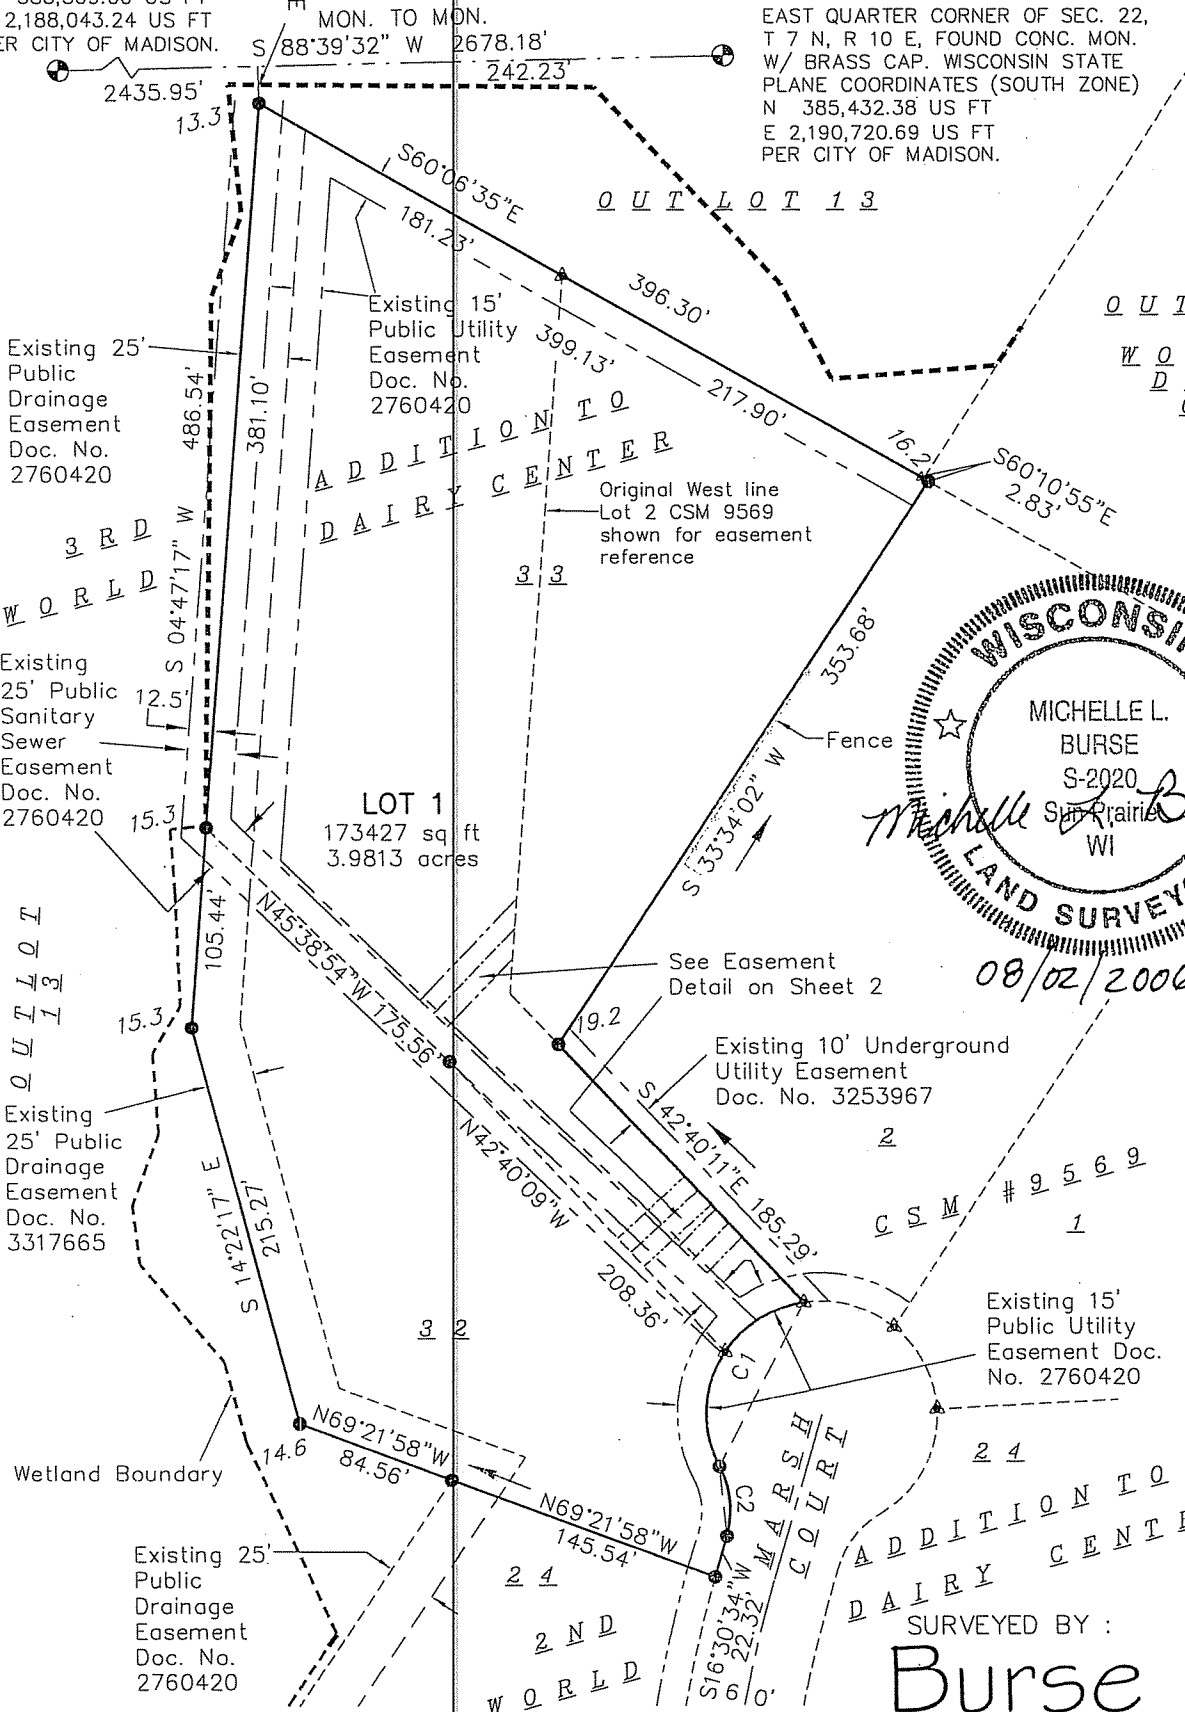 2,188,043.24 US FT
ER CITY OF MADISON.
E
MON. TO MON.
S 88°39'32" W 2678.18'
242.23'
2435.95'
13.3
EAST QUARTER CORNER OF SEC. 22,
T 7 N, R 10 E, FOUND CONC. MON.
W/ BRASS CAP. WISCONSIN STATE
PLANE COORDINATES (SOUTH ZONE)
N 385,432.38 US FT
E 2,190,720.69 US FT
PER CITY OF MADISON.
S60°06'35"E
181.23'
OUTLOT 13
396.30'
399.13'
217.90'
16.2
S60°10'55"E
2.83'
OUT
WO
D
Existing 15'
Public Utility
Easement
Doc. No.
2760420
Existing 25'
Public
Drainage
Easement
Doc. No.
2760420
486.54'
381.10'
S 04°47'17" W
ADDITION TO
DAIRY CENTER
3RD
WORLD
Original West line
Lot 2 CSM 9569
shown for easement
reference
33
353.68'
Fence
S 33°34'02" W
Existing
25' Public
Sanitary
Sewer
Easement
Doc. No.
2760420
12.5'
15.3
LOT 1
173427 sq ft
3.9813 acres
WISCONSIN
MICHELLE L.
BURSE
S-2020
Sun Prairie
WI
LAND SURVEY
Michelle L. B
08/02/2006
105.44'
OUTLOT
13
N45°38'54"W 175.56'
See Easement
Detail on Sheet 2
15.3
19.2
Existing 10' Underground
Utility Easement
Doc. No. 3253967
S 42°40'11"E 185.29'
N42°40'09"W
208.36'
2
CSM #9569
1
Existing
25' Public
Drainage
Easement
Doc. No.
3317665
S 14°22'17" E
215.27'
32
C1
Existing 15'
Public Utility
Easement Doc.
No. 2760420
14.6
N69°21'58"W
84.56'
Wetland Boundary
C2
MARSH
COURT
24
N69°21'58"W
145.54'
Existing 25'
Public
Drainage
Easement
Doc. No.
2760420
24
2ND
WORLD
S16°30'34"W
22.32'
60'
ADDITION TO
DAIRY CENTE
SURVEYED BY :
Burse